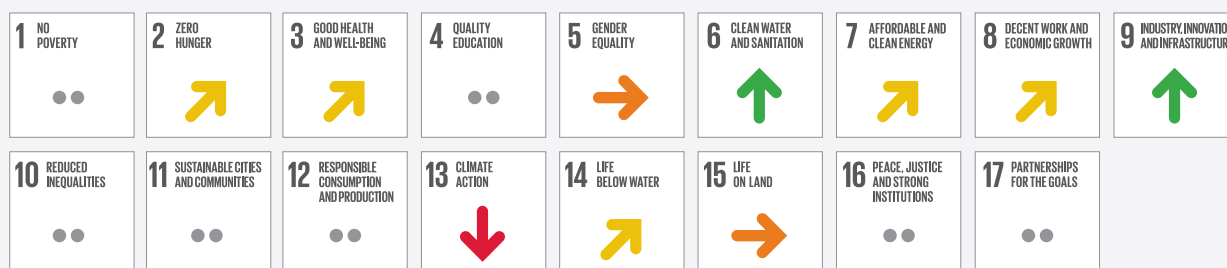 1 NO
POVERTY
2 ZERO
HUNGER
3 GOOD HEALTH
AND WELL-BEING
4 QUALITY
EDUCATION
5 GENDER
EQUALITY
6 CLEAN WATER
AND SANITATION
7 AFFORDABLE AND
CLEAN ENERGY
8 DECENT WORK AND
ECONOMIC GROWTH
9 INDUSTRY, INNOVATIO
AND INFRASTRUCTUR
10 REDUCED
INEQUALITIES
11 SUSTAINABLE CITIES
AND COMMUNITIES
12 RESPONSIBLE
CONSUMPTION
AND PRODUCTION
13 CLIMATE
ACTION
14 LIFE
BELOW WATER
15 LIFE
ON LAND
16 PEACE, JUSTICE
AND STRONG
INSTITUTIONS
17 PARTNERSHIPS
FOR THE GOALS